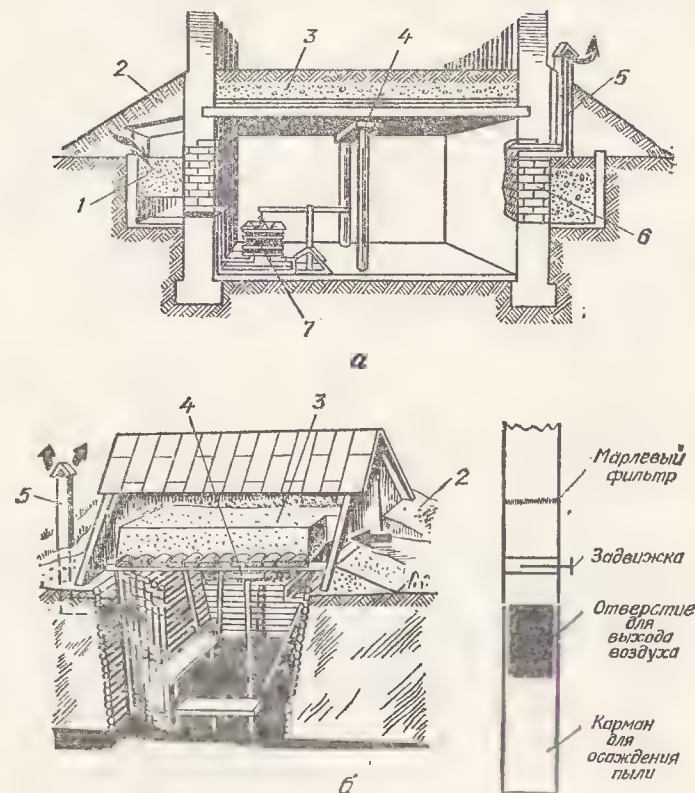 3
4
2
5
1
6
7
а
4
3
5
2
Марлевый
фильтр
Задвижка
Отверстие
для
выхода
воздуха
Карман
для
осаждения
пыли
б